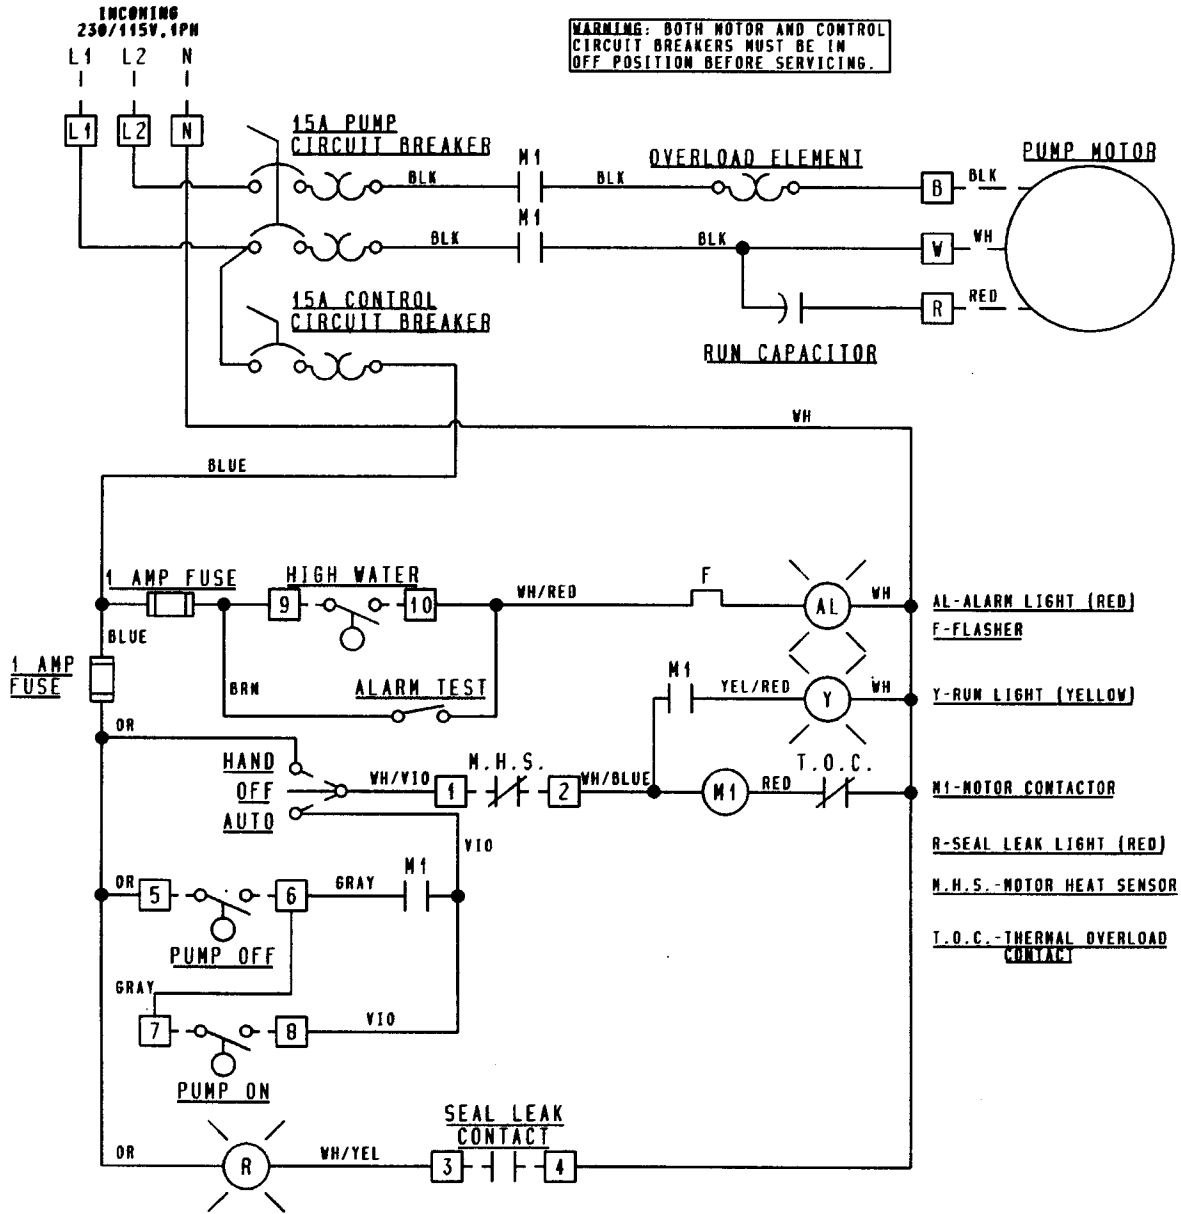 INCOMING
230/115V,1PH
L1 L2 N
WARNING: BOTH MOTOR AND CONTROL
CIRCUIT BREAKERS MUST BE IN
OFF POSITION BEFORE SERVICING.
L1 L2 N
15A PUMP
CIRCUIT BREAKER
M1
OVERLOAD ELEMENT
PUMP MOTOR
BLK
BLK
B
BLK
M1
BLK
BLK
W
WH
15A CONTROL
CIRCUIT BREAKER
R
RED
RUN CAPACITOR
WH
BLUE
1 AMP FUSE
HIGH WATER
9
10
WH/RED
F
AL
WH
AL-ALARM LIGHT (RED)
F-FLASHER
BLUE
1 AMP
FUSE
BRN
ALARM TEST
M1
YEL/RED
Y
WH
Y-RUN LIGHT (YELLOW)
OR
HAND
OFF
AUTO
WH/VIO
1
M.H.S.
2
WH/BLUE
M1
RED
T.O.C.
M1-MOTOR CONTACTOR
VIO
R-SEAL LEAK LIGHT (RED)
OR
5
6
GRAY
M1
M.H.S.-MOTOR HEAT SENSOR
PUMP OFF
T.O.C.-THERMAL OVERLOAD
CONTACT
GRAY
7
8
VIO
PUMP ON
SEAL LEAK
CONTACT
OR
R
WH/YEL
3
4